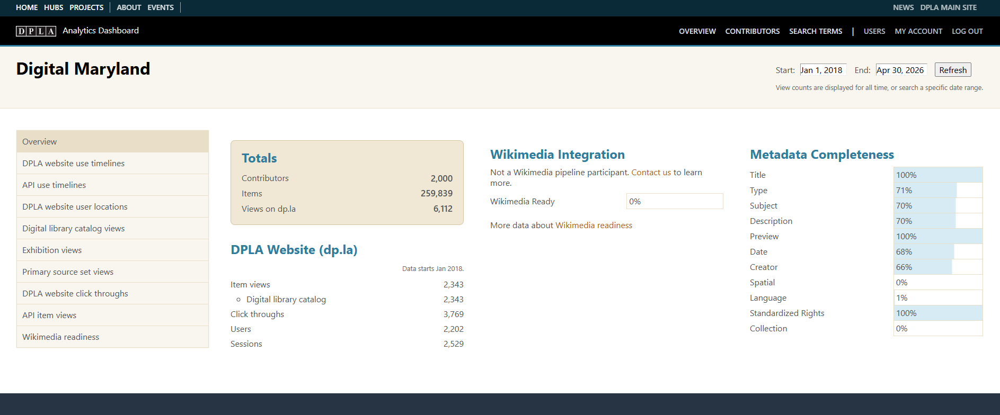 HOME HUBS PROJECTS ABOUT EVENTS NEWS DPLA MAIN SITE
DPLA Analytics Dashboard OVERVIEW CONTRIBUTORS SEARCH TERMS | USERS MY ACCOUNT LOG OUT
Digital Maryland
Start: Jan 1, 2018 End: Apr 30, 2026 Refresh
View counts are displayed for all time, or search a specific date range.
Overview
DPLA website use timelines
API use timelines
DPLA website user locations
Digital library catalog views
Exhibition views
Primary source set views
DPLA website click throughs
API item views
Wikimedia readiness
Totals
Contributors 2,000
Items 259,839
Views on dp.la 6,112
DPLA Website (dp.la)
Data starts Jan 2018.
Item views 2,343
Digital library catalog 2,343
Click throughs 3,769
Users 2,202
Sessions 2,529
Wikimedia Integration
Not a Wikimedia pipeline participant. Contact us to learn
more.
Wikimedia Ready 0%
More data about Wikimedia readiness
Metadata Completeness
Title 100%
Type 71%
Subject 70%
Description 70%
Preview 100%
Date 68%
Creator 66%
Spatial 0%
Language 1%
Standardized Rights 100%
Collection 0%